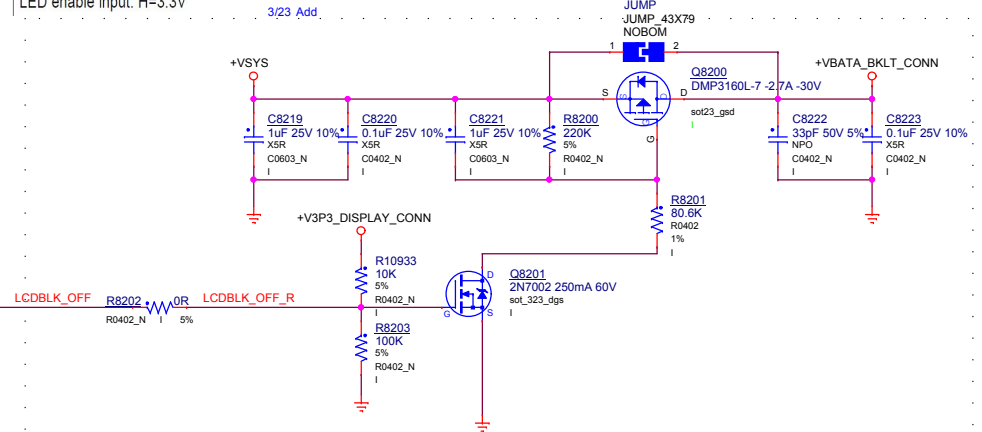 LED enable input. H=3.3V
3/23 Add
JUMP
JUMP_43X79
NOBOM
1
2
+VSYS
+VBATA_BKLT_CONN
Q8200
DMP3160L-7 -2.7A -30V
S
D
S
D
sot23_gsd
I
G
C8219
1uF 25V 10%
X5R
C0603_N
I
C8220
0.1uF 25V 10%
X5R
C0402_N
I
C8221
1uF 25V 10%
X5R
C0603_N
I
R8200
220K
5%
R0402_N
I
C8222
33pF 50V 5%
NPO
C0402_N
I
C8223
0.1uF 25V 10%
X5R
C0402_N
I
R8201
80.6K
R0402
1%
I
+V3P3_DISPLAY_CONN
R10933
10K
5%
R0402_N
I
Q8201
2N7002 250mA 60V
sot_323_dgs
I
D
G
S
LCDBLK_OFF
R8202
0R
R0402_N
I
5%
LCDBLK_OFF_R
R8203
100K
5%
R0402_N
I